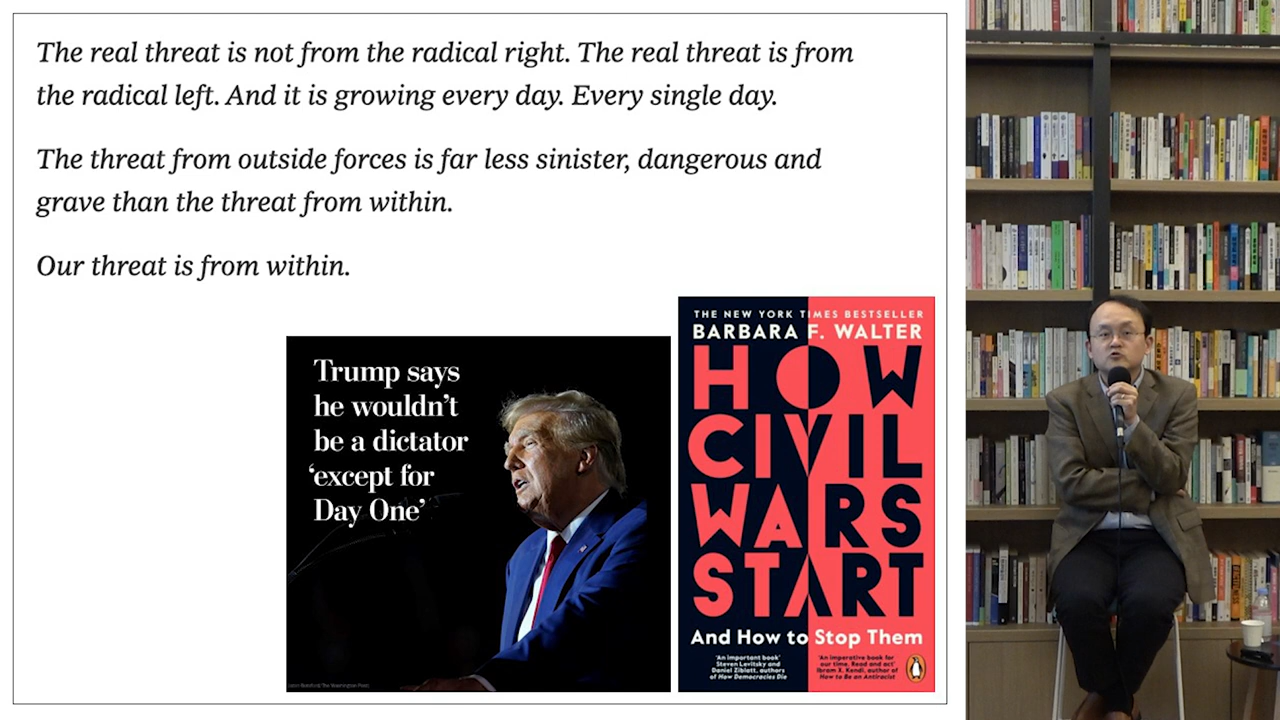 The real threat is not from the radical right. The real threat is from
the radical left. And it is growing every day. Every single day.
The threat from outside forces is far less sinister, dangerous and
grave than the threat from within.
Our threat is from within.
Trump says
he wouldn't
be a dictator
‘except for
Day One’
THE NEW YORK TIMES BESTSELLER
BARBARA F. WALTER
HOW
CIVIL
WARS
START
And How to Stop Them
'An important book'
Steven Levitsky and
Daniel Ziblatt, authors
of How Democracies Die
'An imperative book for
our time. Read and act'
Ibram X. Kendi, author of
How to Be an Antiracist